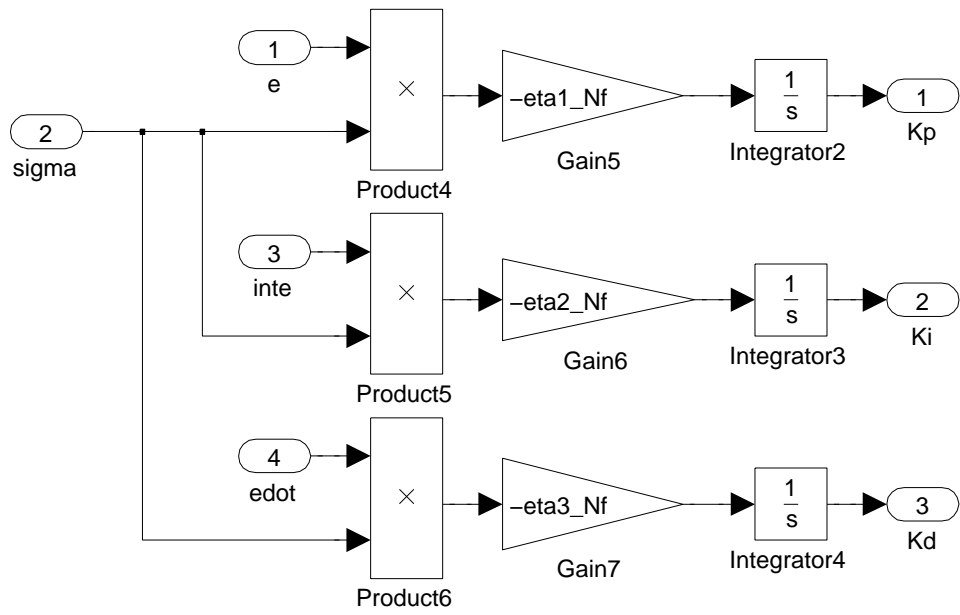 1
e
2
sigma
×
Product4
−eta1_Nf
Gain5
1
s
Integrator2
1
Kp
3
inte
×
Product5
−eta2_Nf
Gain6
1
s
Integrator3
2
Ki
4
edot
×
Product6
−eta3_Nf
Gain7
1
s
Integrator4
3
Kd